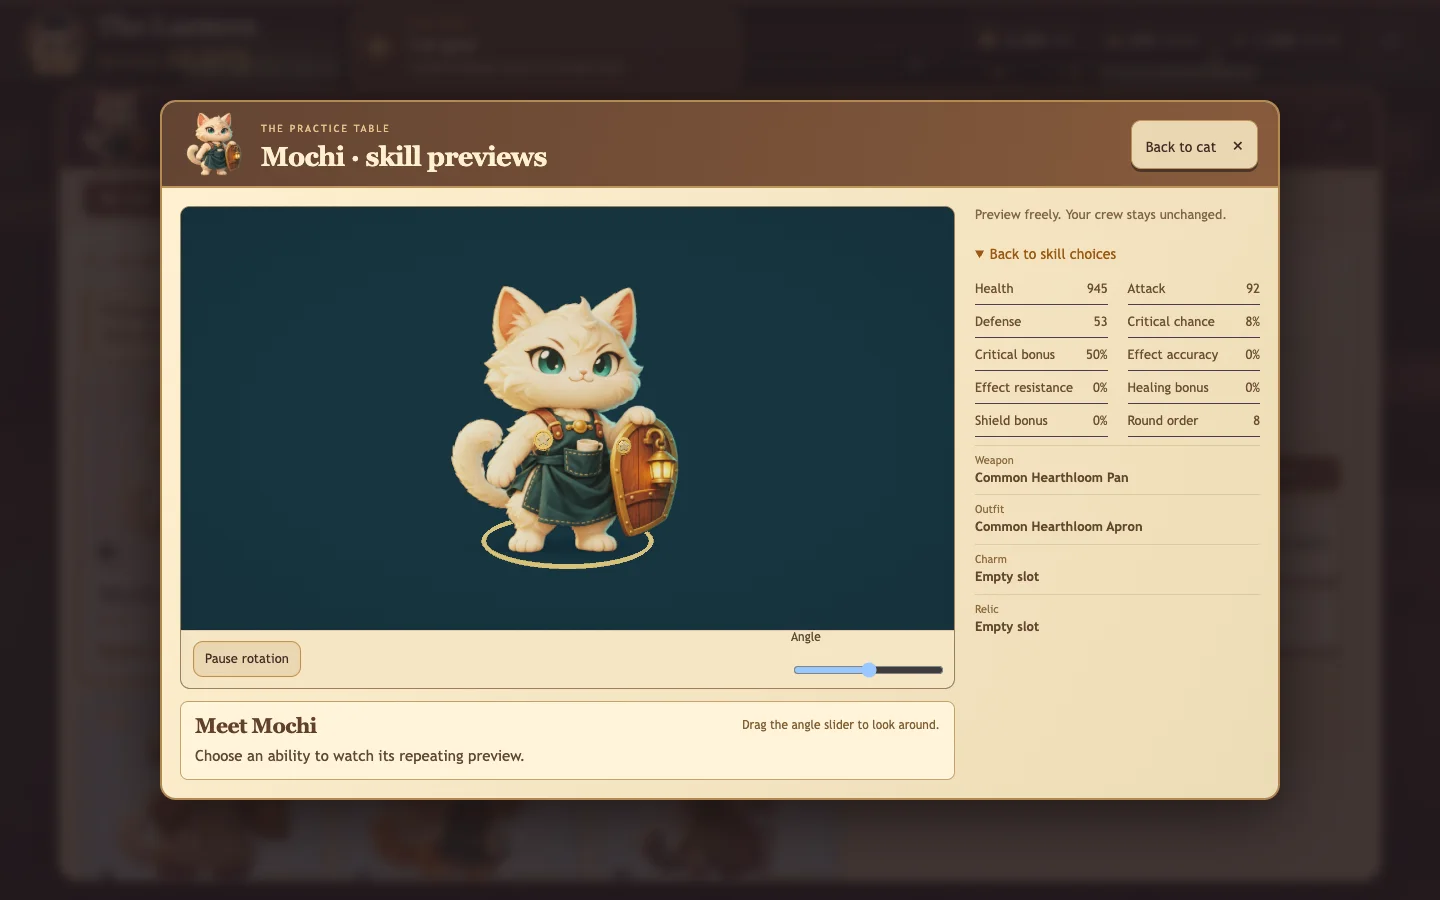 THE PRACTICE TABLE
Mochi · skill previews
Back to cat ×
Preview freely. Your crew stays unchanged.
▼ Back to skill choices
Health 945 Attack 92
Defense 53 Critical chance 8%
Critical bonus 50% Effect accuracy 0%
Effect resistance 0% Healing bonus 0%
Shield bonus 0% Round order 8
Weapon
Common Hearthloom Pan
Outfit
Common Hearthloom Apron
Charm
Empty slot
Relic
Empty slot
Pause rotation
Angle
Meet Mochi
Drag the angle slider to look around.
Choose an ability to watch its repeating preview.